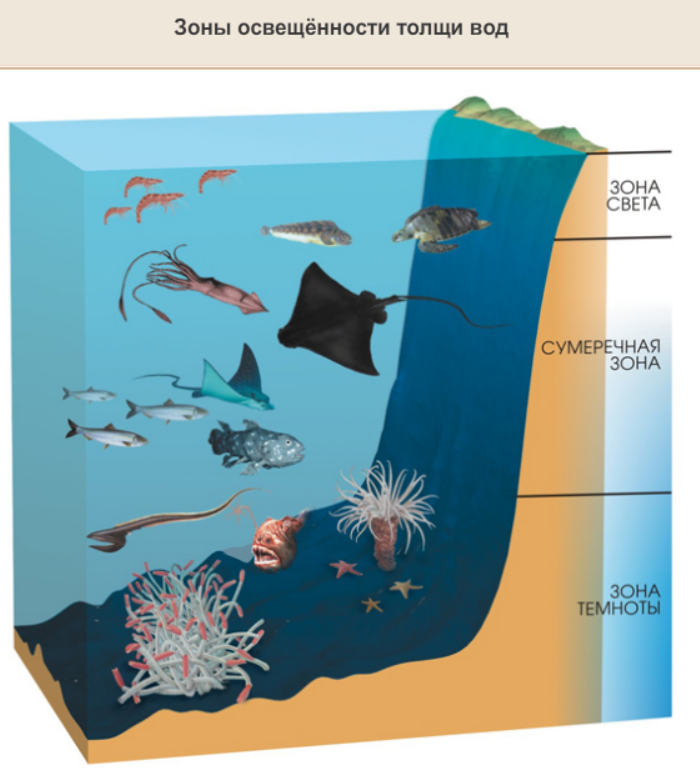 Зоны освещённости толщи вод
ЗОНА
СВЕТА
СУМЕРЕЧНАЯ
ЗОНА
ЗОНА
ТЕМНОТЫ